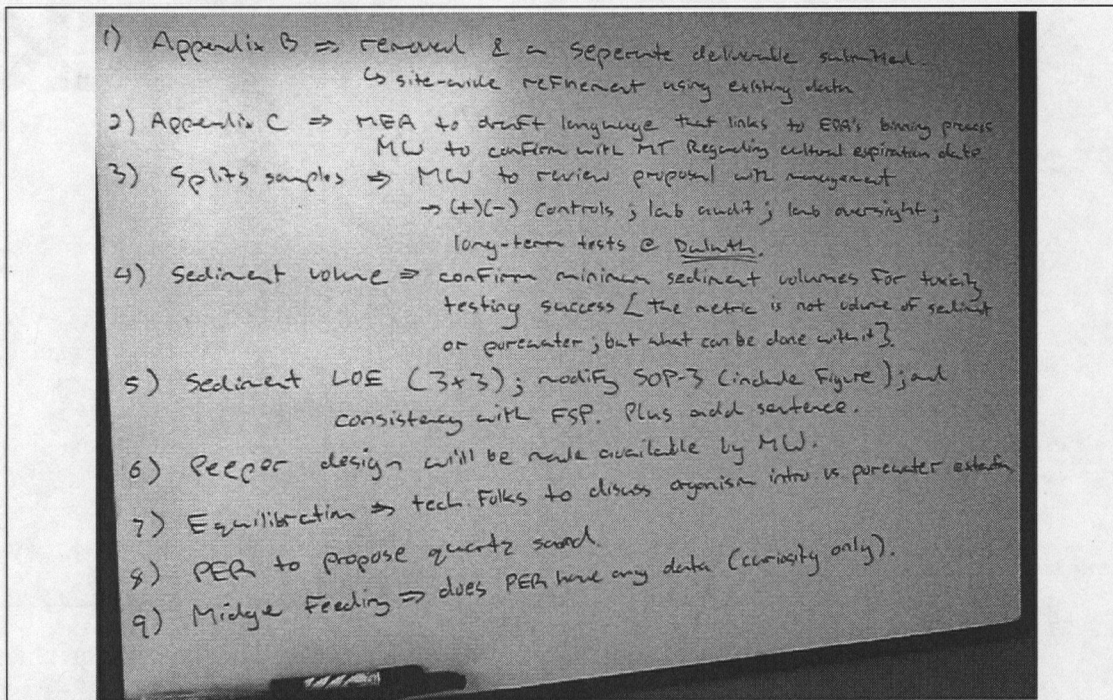 1) Appendix B => removed & a seperate deliverable submitted.
↳ site-wide refinement using existing data
2) Appendix C => MEA to draft language that links to EPA's binning process
MW to confirm with MT Regarding cultural expiration date
3) Splits samples => MW to review proposal with management
→ (+)(-) controls; lab audit; lab oversight;
long-term tests @ Duluth.
4) Sediment volume => confirm minimum sediment volumes for toxicity
testing success [the metric is not volume of sediment
or porewater; but what can be done with it].
5) Sediment LOE (3x3); modify SOP-3 (include Figure); and
consistency with FSP. Plus add sentence.
6) Peeper design will be made available by MW.
7) Equilibration => tech. Folks to discuss organism intro vs. porewater
8) PER to propose quartz sand.
9) Midge Feeding => does PER have any data (curiosity only).